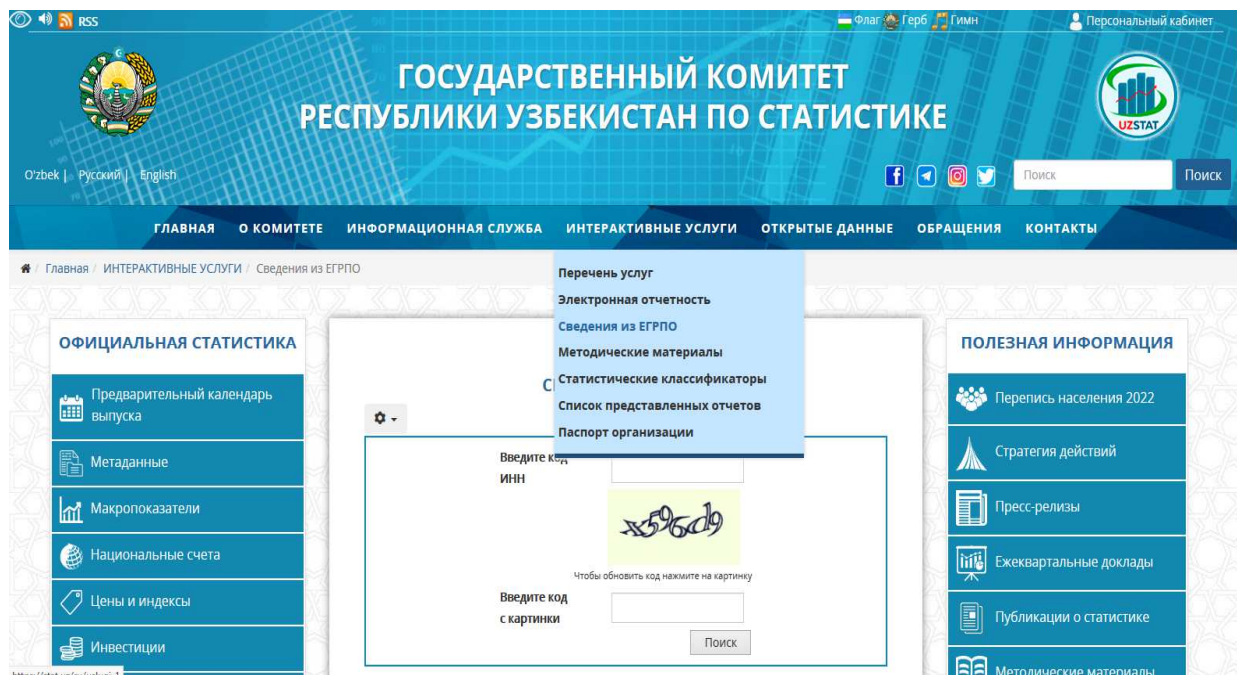 RSS
Флаг Герб Гимн
Персональный кабинет
ГОСУДАРСТВЕННЫЙ КОМИТЕТ
РЕСПУБЛИКИ УЗБЕКИСТАН ПО СТАТИСТИКЕ
UZSTAT
O'zbek | Русский | English
Поиск Поиск
ГЛАВНАЯ О КОМИТЕТЕ ИНФОРМАЦИОННАЯ СЛУЖБА ИНТЕРАКТИВНЫЕ УСЛУГИ ОТКРЫТЫЕ ДАННЫЕ ОБРАЩЕНИЯ КОНТАКТЫ
/ Главная / ИНТЕРАКТИВНЫЕ УСЛУГИ / Сведения из ЕГРПО
Перечень услуг
Электронная отчетность
Сведения из ЕГРПО
Методические материалы
Статистические классификаторы
Список представленных отчетов
Паспорт организации
ОФИЦИАЛЬНАЯ СТАТИСТИКА
Предварительный календарь
выпуска
Метаданные
Макропоказатели
Национальные счета
Цены и индексы
Инвестиции
Введите код
ИНН
x596d9
Чтобы обновить код нажмите на картинку
Введите код
с картинки
Поиск
ПОЛЕЗНАЯ ИНФОРМАЦИЯ
Перепись населения 2022
Стратегия действий
Пресс-релизы
Ежеквартальные доклады
Публикации о статистике
Методические материалы